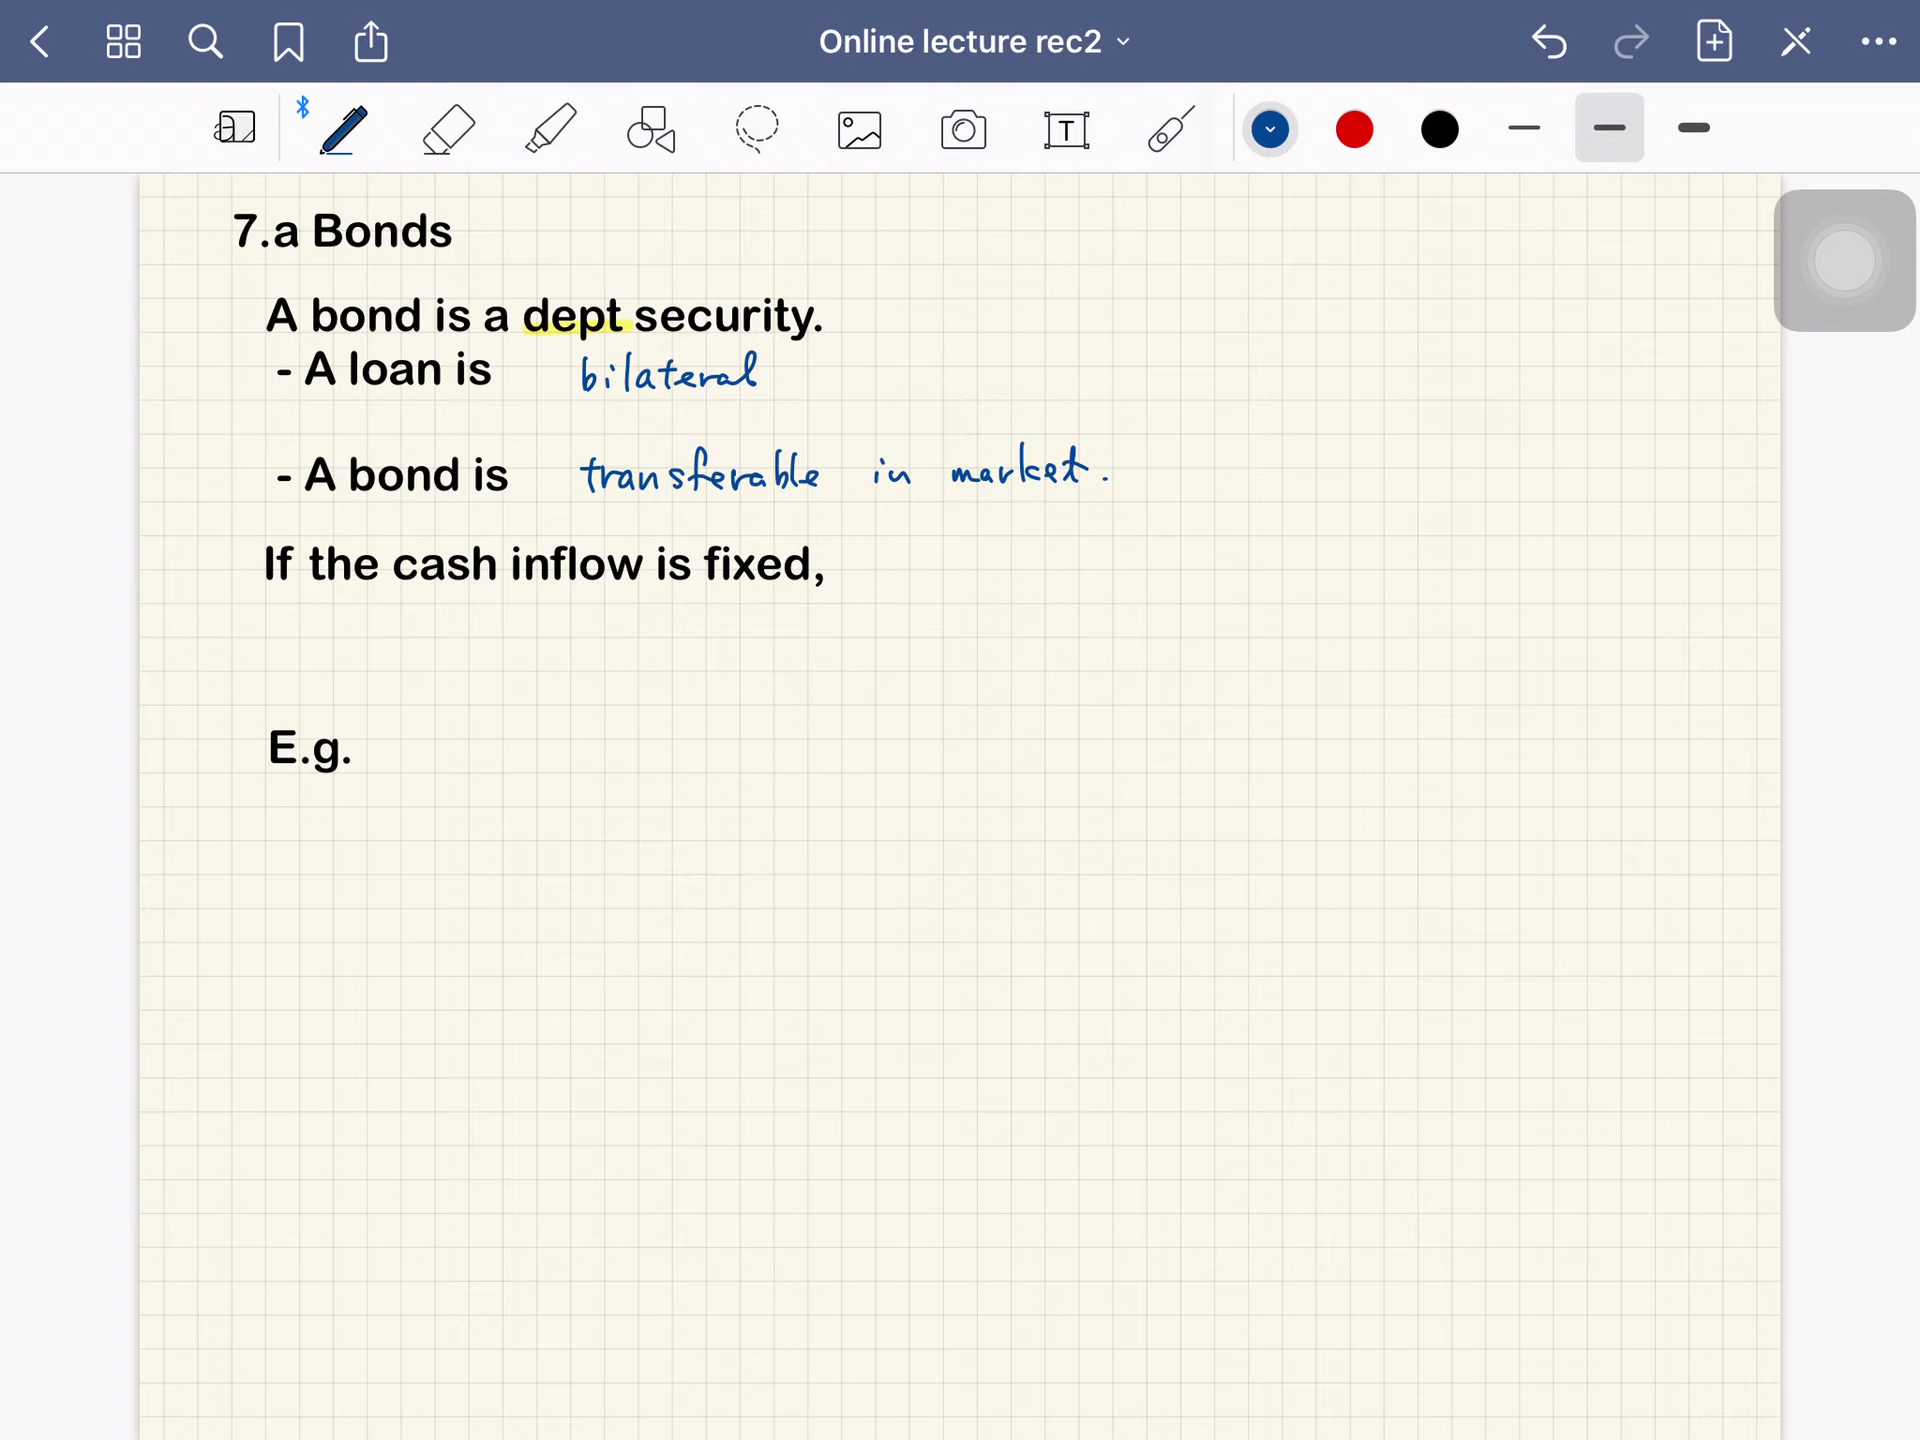 Online lecture rec2
7.a Bonds
A bond is a dept security.
- A loan is bilateral
- A bond is transferable in market.
If the cash inflow is fixed,
E.g.